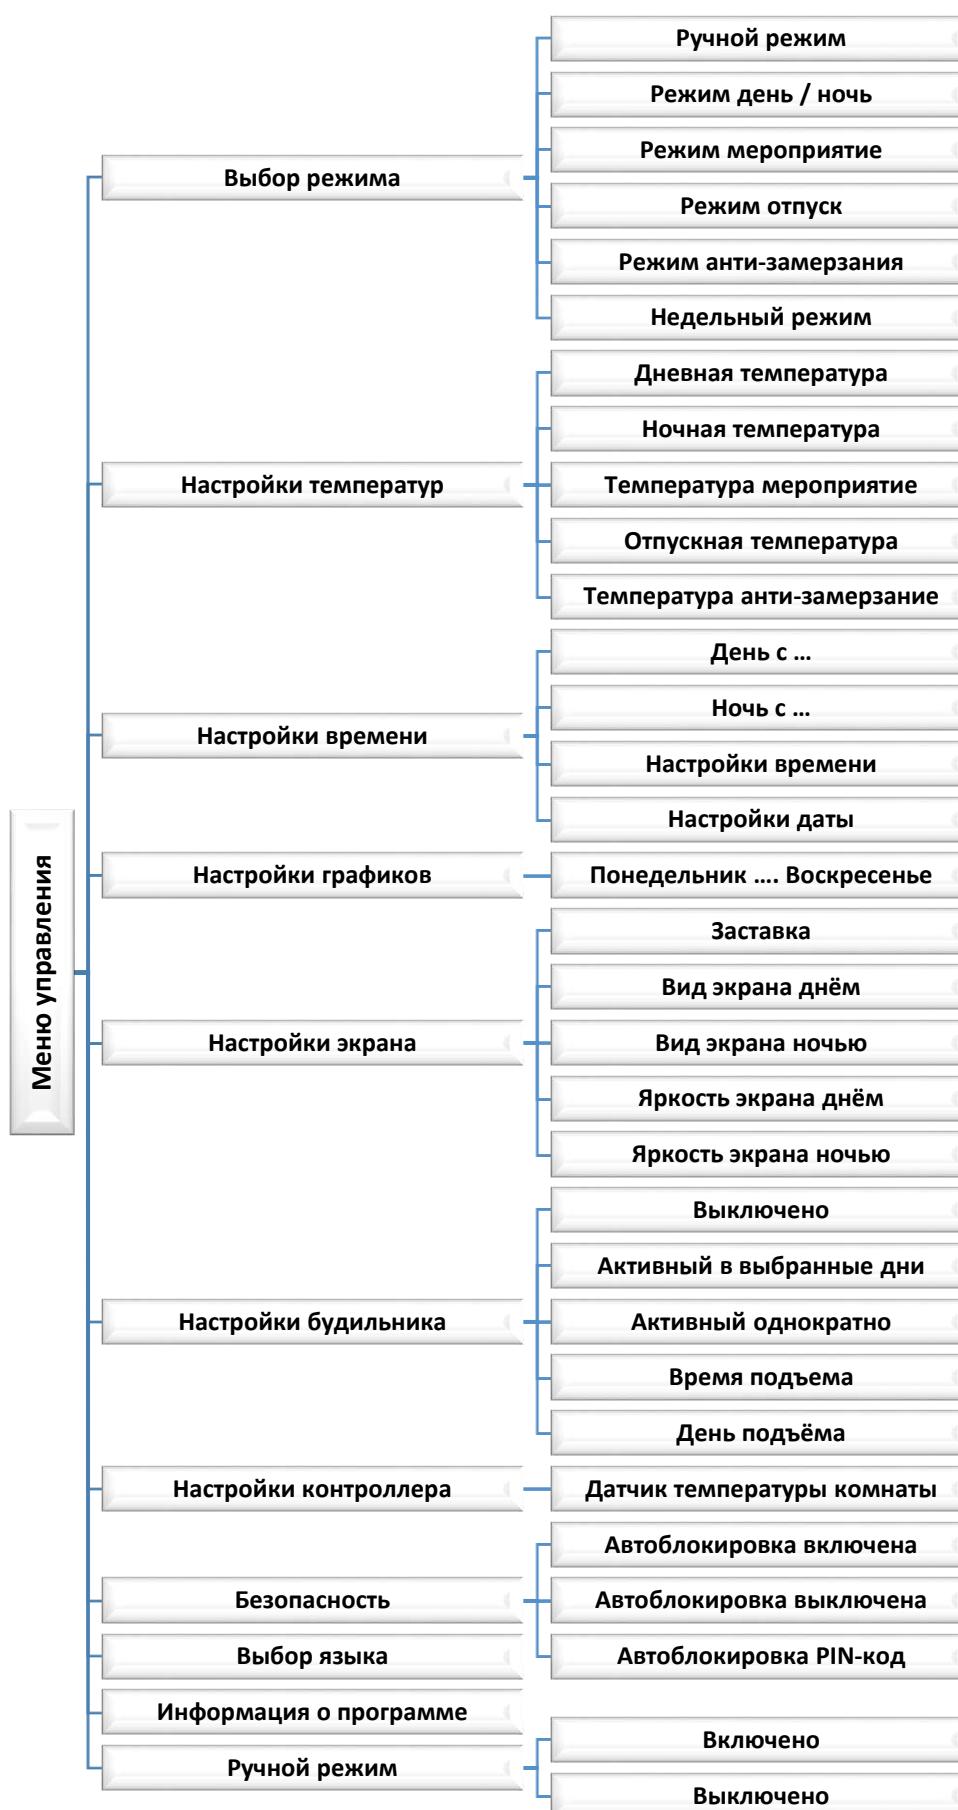 Меню управления
Выбор режима
Ручной режим
Режим день / ночь
Режим мероприятие
Режим отпуск
Режим анти-замерзания
Недельный режим
Настройки температур
Дневная температура
Ночная температура
Температура мероприятие
Отпускная температура
Температура анти-замерзание
Настройки времени
День с ...
Ночь с ...
Настройки времени
Настройки даты
Настройки графиков
Понедельник .... Воскресенье
Настройки экрана
Заставка
Вид экрана днём
Вид экрана ночью
Яркость экрана днём
Яркость экрана ночью
Настройки будильника
Выключено
Активный в выбранные дни
Активный однократно
Время подъема
День подъёма
Настройки контроллера
Датчик температуры комнаты
Безопасность
Автоблокировка включена
Автоблокировка выключена
Автоблокировка PIN-код
Выбор языка
Информация о программе
Ручной режим
Включено
Выключено